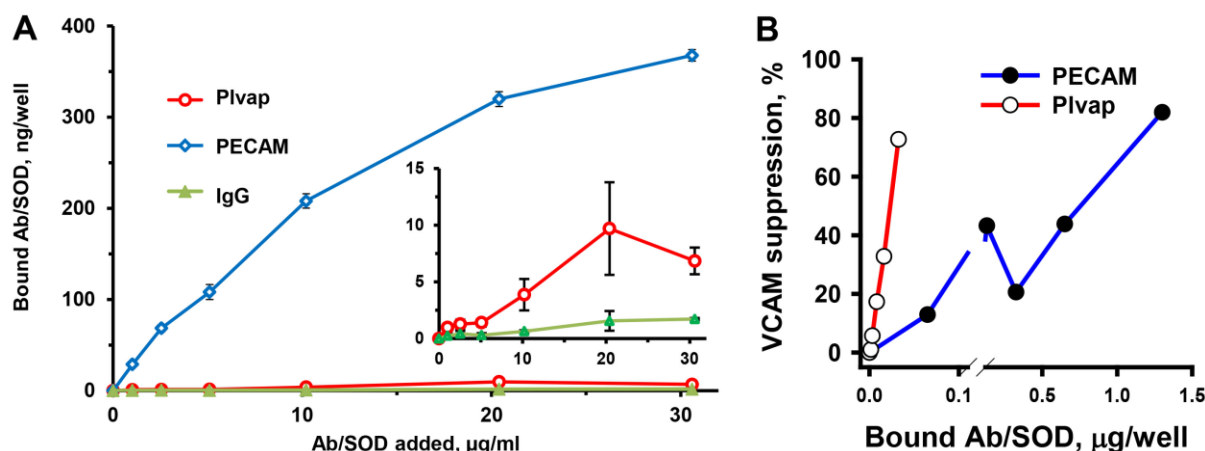 A
Bound Ab/SOD, ng/well
400
300
200
100
0
0
10
20
30
Ab/SOD added, µg/ml
Plvap
PECAM
IgG
15
10
5
0
0
10
20
30
B
VCAM suppression, %
100
80
60
40
20
0
0.0
0.1
0.5
1.0
1.5
Bound Ab/SOD, µg/well
PECAM
Plvap